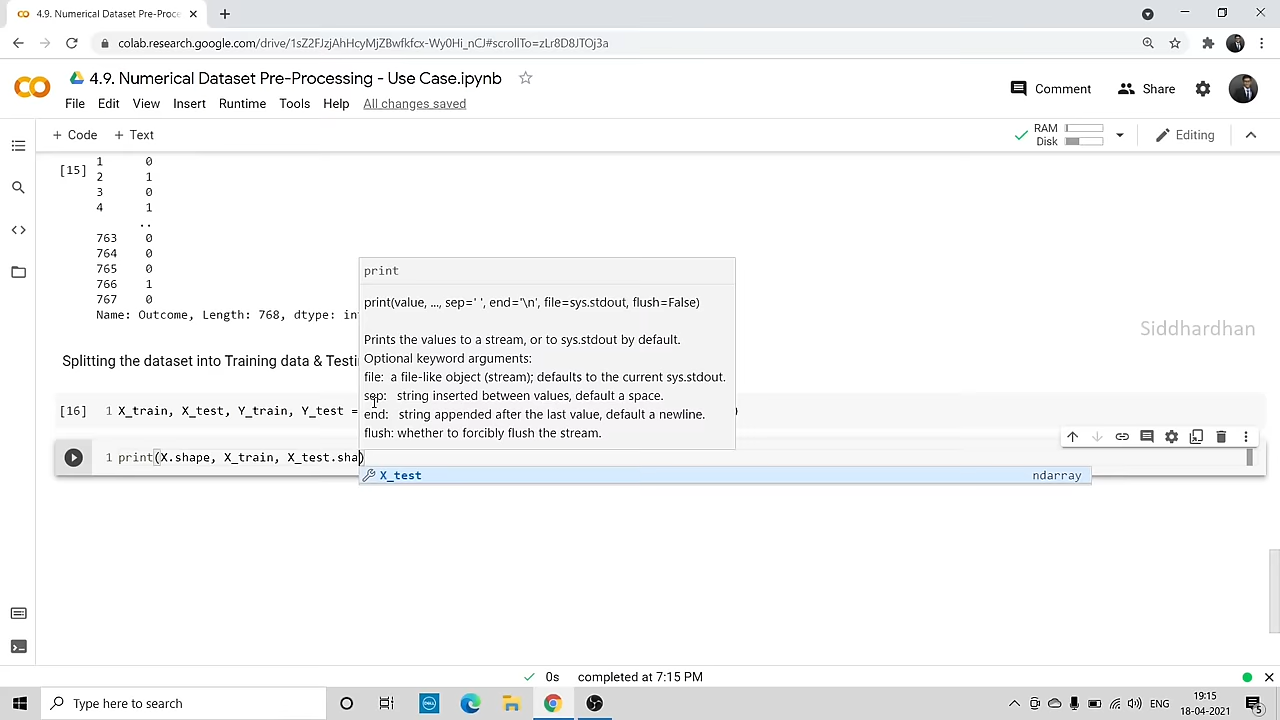 4.9. Numerical Dataset Pre-Proce
colab.research.google.com/drive/1sZ2FJzjAhHcyMjZBwfkfcx-Wy0Hi_nCJ#scrollTo=zLr8D8JTOj3a
4.9. Numerical Dataset Pre-Processing - Use Case.ipynb
Comment
Share
File Edit View Insert Runtime Tools Help All changes saved
+ Code + Text
RAM
Disk
Editing
[15]
1 0
2 1
3 0
4 1
..
763 0
764 0
765 0
766 1
767 0
Name: Outcome, Length: 768, dtype: in
print
print(value, ..., sep=' ', end='\n', file=sys.stdout, flush=False)
Prints the values to a stream, or to sys.stdout by default.
Optional keyword arguments:
file: a file-like object (stream); defaults to the current sys.stdout.
sep: string inserted between values, default a space.
end: string appended after the last value, default a newline.
flush: whether to forcibly flush the stream.
Siddhardhan
Splitting the dataset into Training data & Testi
[16] 1 X_train, X_test, Y_train, Y_test = )
1 print(X.shape, X_train, X_test.sha)
X_test ndarray
0s completed at 7:15 PM
Type here to search
DELL
ENG
19:15
18-04-2021
5